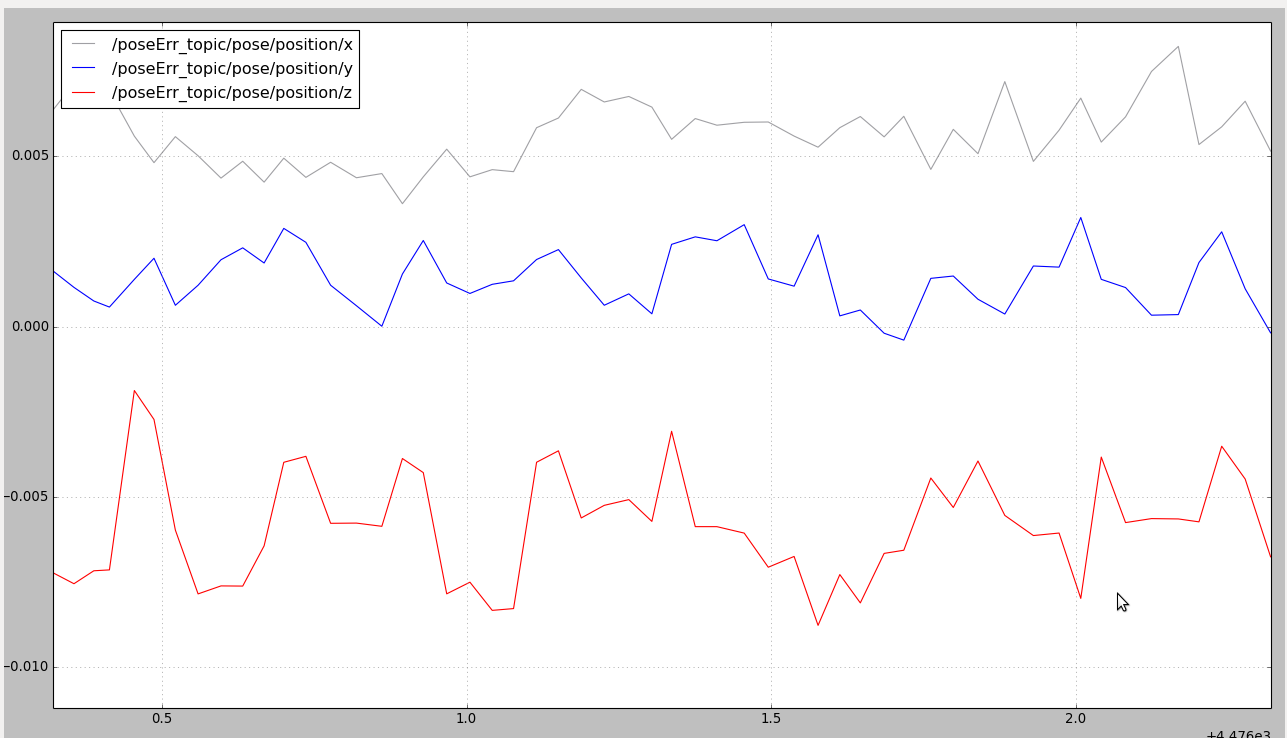 /poseErr_topic/pose/position/x
/poseErr_topic/pose/position/y
/poseErr_topic/pose/position/z
0.005
0.000
−0.005
−0.010
0.5 1.0 1.5 2.0
+4.476e3